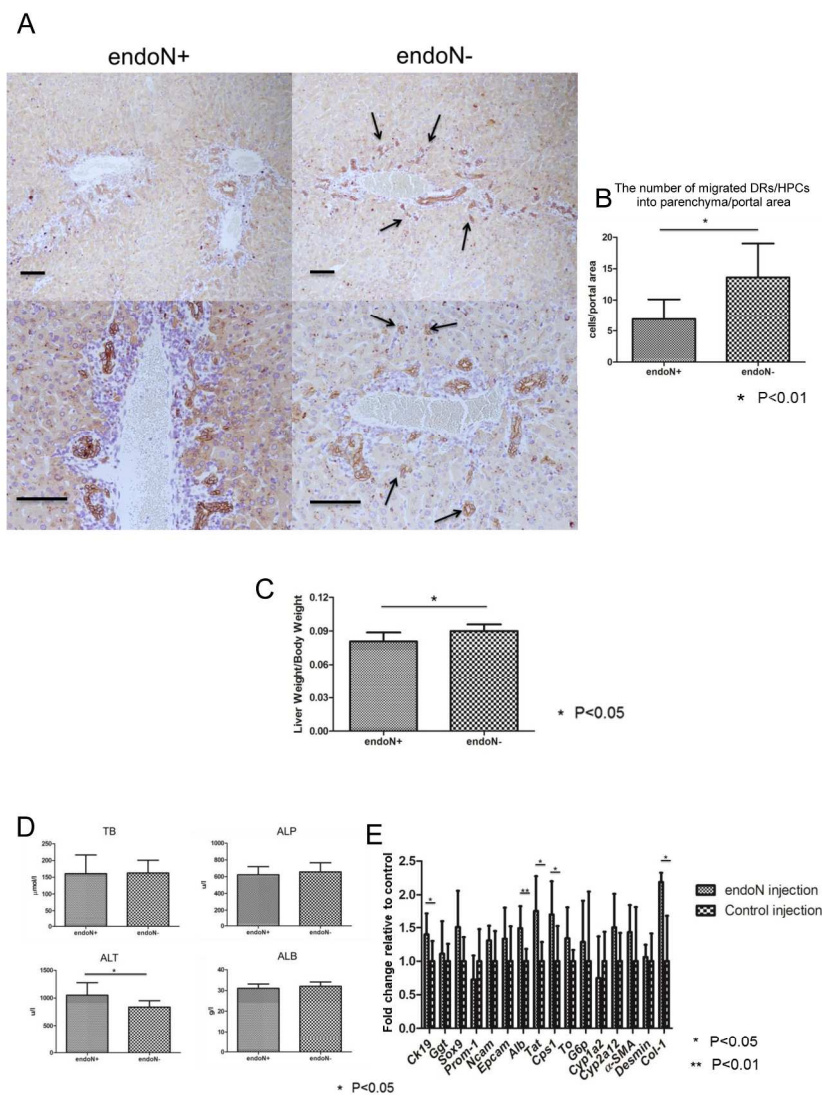 A
endoN+
endoN-
B
The number of migrated DRs/HPCs
into parenchyma/portal area
*
cells/portal area
20
15
10
5
0
endoN+
endoN-
* P<0.01
C
*
Liver Weight/Body Weight
0.12
0.09
0.06
0.03
0.00
endoN+
endoN-
* P<0.05
D
TB
μmol/l
250
200
150
100
50
0
endoN+
endoN-
ALP
u/l
1000
800
600
400
200
0
endoN+
endoN-
ALT
*
u/l
1500
1000
500
0
endoN+
endoN-
ALB
g/l
40
30
20
10
0
endoN+
endoN-
* P<0.05
E
Fold change relative to control
2.5
2.0
1.5
1.0
0.5
0.0
*
**
*
*
*
Ck19
Ggt
Sox9
Prom-1
Ncam
Epcam
Alb
Tat
Cps1
To
G6p
Cyp1a2
Cyp2a12
α-SMA
Desmin
Col-1
endoN injection
Control injection
* P<0.05
** P<0.01